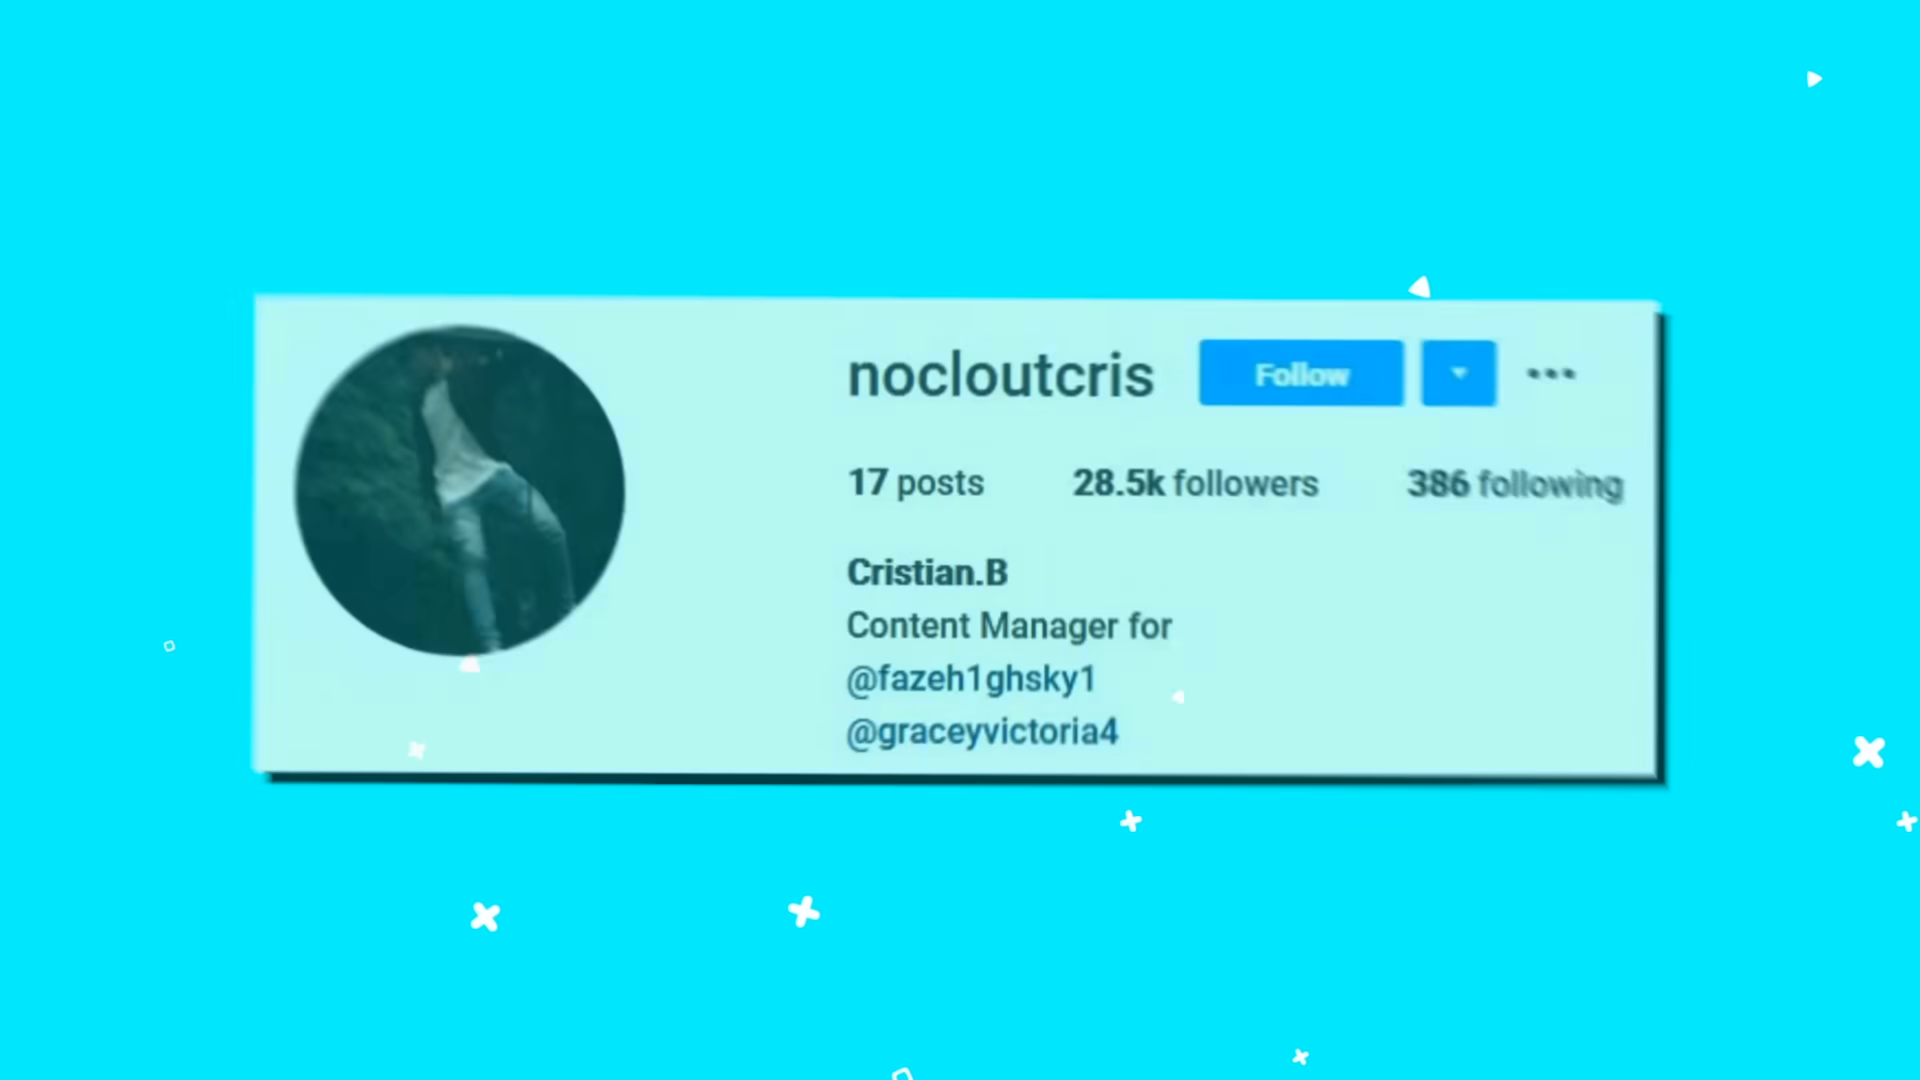 nocloutcris Follow
17 posts 28.5k followers 386 following
Cristian.B
Content Manager for
@fazeh1ghsky1
@graceyvictoria4